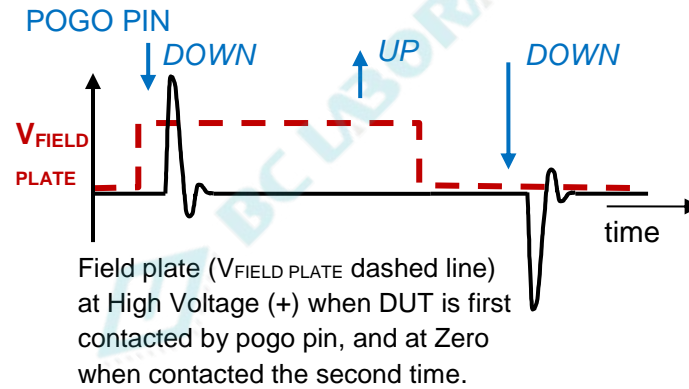 POGO PIN
DOWN
UP
DOWN
VFIELD
PLATE
time
Field plate (VFIELD PLATE dashed line)
at High Voltage (+) when DUT is first
contacted by pogo pin, and at Zero
when contacted the second time.